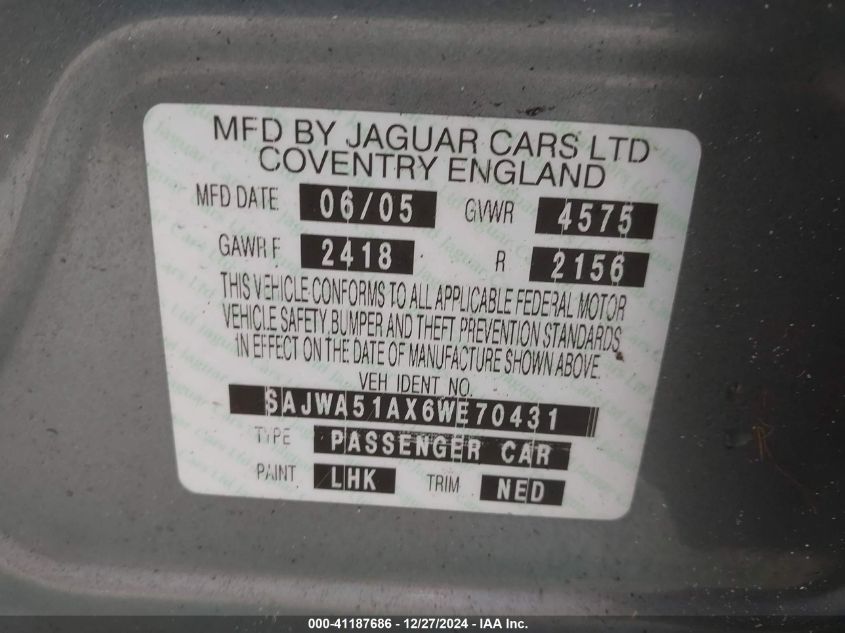 MFD BY JAGUAR CARS LTD
COVENTRY ENGLAND
MFD DATE 06/05 GVWR 4575
GAWR F 2418 R 2156
THIS VEHICLE CONFORMS TO ALL APPLICABLE FEDERAL MOTOR
VEHICLE SAFETY,BUMPER AND THEFT PREVENTION STANDARDS
IN EFFECT ON THE DATE OF MANUFACTURE SHOWN ABOVE.
VEH IDENT NO.
SAJWA51AX6WE70431
TYPE PASSENGER CAR
PAINT LHK TRIM NED
000-41187686 - 12/27/2024 - IAA Inc.